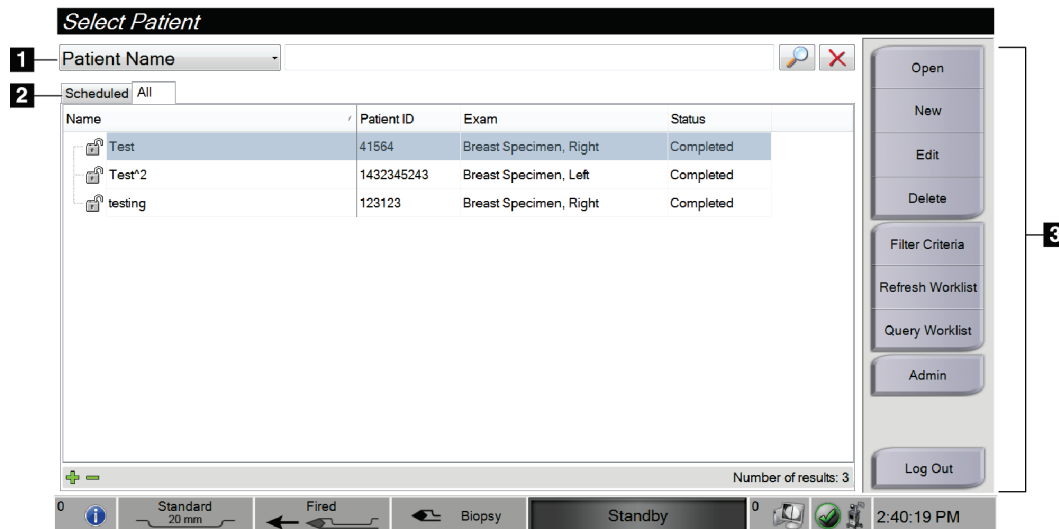 Select Patient
1 Patient Name
2 Scheduled All
Name Patient ID Exam Status
Test 41564 Breast Specimen, Right Completed
Test^2 1432345243 Breast Specimen, Left Completed
testing 123123 Breast Specimen, Right Completed
Number of results: 3
Open
New
Edit
Delete
3
Filter Criteria
Refresh Worklist
Query Worklist
Admin
Log Out
0 Standard Fired Biopsy Standby 0 2:40:19 PM
20 mm